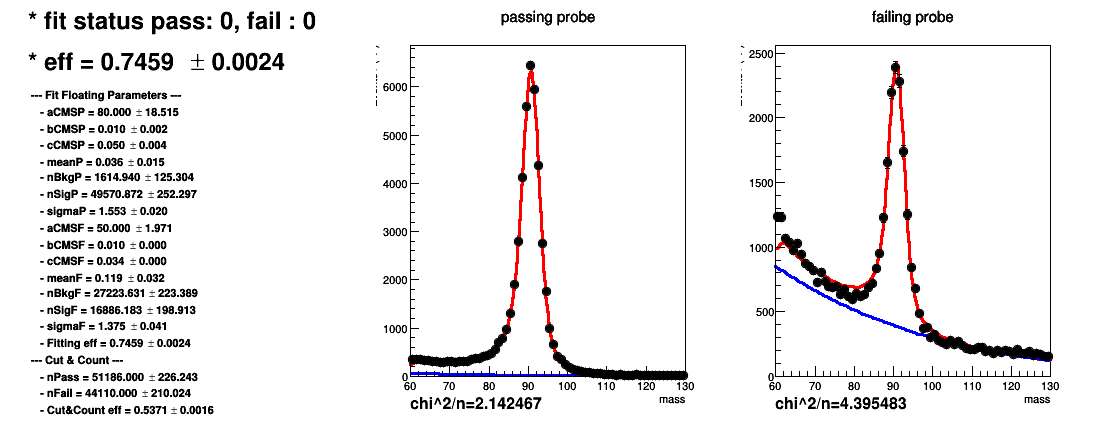 * fit status pass: 0, fail : 0
* eff = 0.7459 ± 0.0024
--- Fit Floating Parameters ---
- aCMSP = 80.000 ± 18.515
- bCMSP = 0.010 ± 0.002
- cCMSP = 0.050 ± 0.004
- meanP = 0.036 ± 0.015
- nBkgP = 1614.940 ± 125.304
- nSigP = 49570.872 ± 252.297
- sigmaP = 1.553 ± 0.020
- aCMSF = 50.000 ± 1.971
- bCMSF = 0.010 ± 0.000
- cCMSF = 0.034 ± 0.000
- meanF = 0.119 ± 0.032
- nBkgF = 27223.631 ± 223.389
- nSigF = 16886.183 ± 198.913
- sigmaF = 1.375 ± 0.041
- Fitting eff = 0.7459 ± 0.0024
--- Cut & Count ---
- nPass = 51186.000 ± 226.243
- nFail = 44110.000 ± 210.024
- Cut&Count eff = 0.5371 ± 0.0016
passing probe
6000
5000
4000
3000
2000
1000
0
60 70 80 90 100 110 120 130
mass
chi^2/n=2.142467
failing probe
2500
2000
1500
1000
500
0
60 70 80 90 100 110 120 130
mass
chi^2/n=4.395483